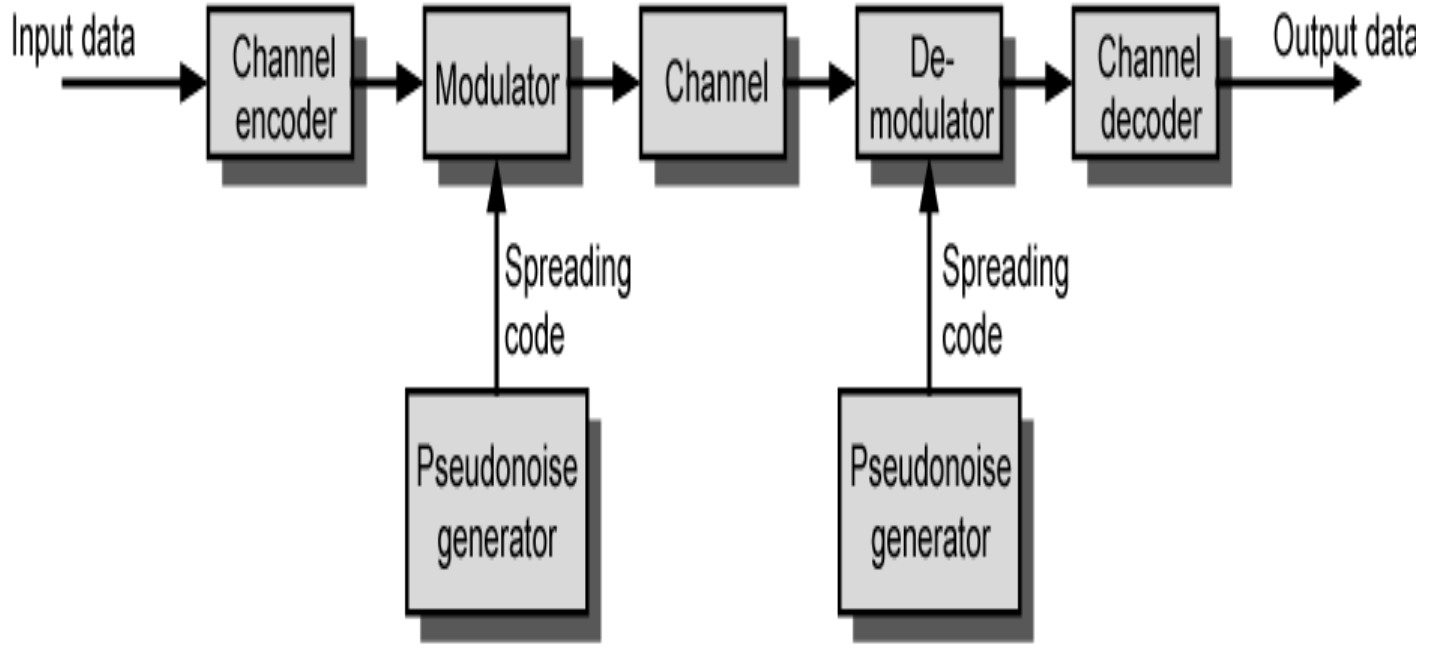 Input data
Channel
encoder
Modulator
Channel
De-
modulator
Channel
decoder
Output data
Spreading
code
Spreading
code
Pseudonoise
generator
Pseudonoise
generator